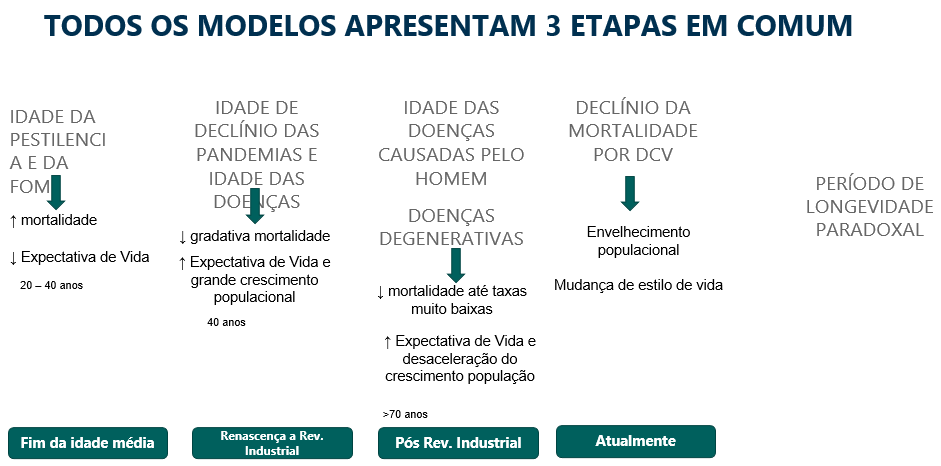 TODOS OS MODELOS APRESENTAM 3 ETAPAS EM COMUM
IDADE DA
PESTILENCI
A E DA
FOM
↑ mortalidade
↓ Expectativa de Vida
20 – 40 anos
Fim da idade média
IDADE DE
DECLÍNIO DAS
PANDEMIAS E
IDADE DAS
DOENÇAS
↓ gradativa mortalidade
↑ Expectativa de Vida e
grande crescimento
populacional
40 anos
Renascença a Rev.
Industrial
IDADE DAS
DOENÇAS
CAUSADAS PELO
HOMEM
DOENÇAS
DEGENERATIVAS
↓ mortalidade até taxas
muito baixas
↑ Expectativa de Vida e
desaceleração do
crescimento população
>70 anos
Pós Rev. Industrial
DECLÍNIO DA
MORTALIDADE
POR DCV
Envelhecimento
populacional
Mudança de estilo de vida
Atualmente
PERÍODO DE
LONGEVIDADE
PARADOXAL